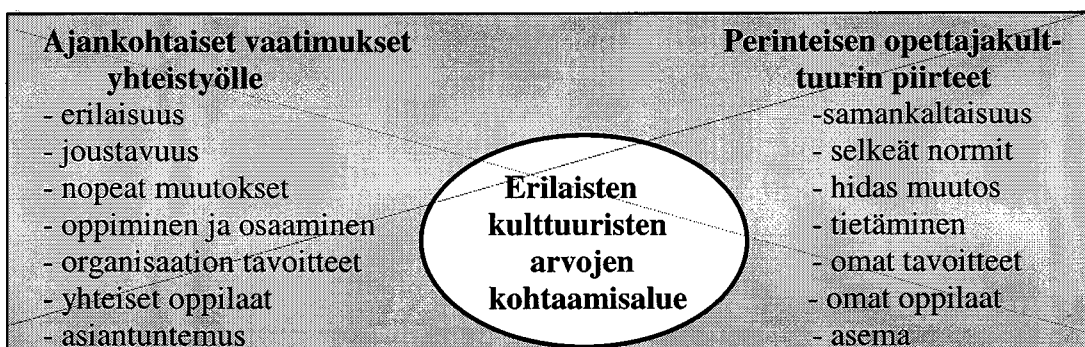 Ajankohtaiset vaatimukset
yhteistyölle
- erilaisuus
- joustavuus
- nopeat muutokset
- oppiminen ja osaaminen
- organisaation tavoitteet
- yhteiset oppilaat
- asiantuntemus
Erilaisten
kulttuuristen
arvojen
kohtaamisalue
Perinteisen opettajakult-
tuurin piirteet
-samankaltaisuus
- selkeät normit
- hidas muutos
- tietäminen
- omat tavoitteet
- omat oppilaat
- asema